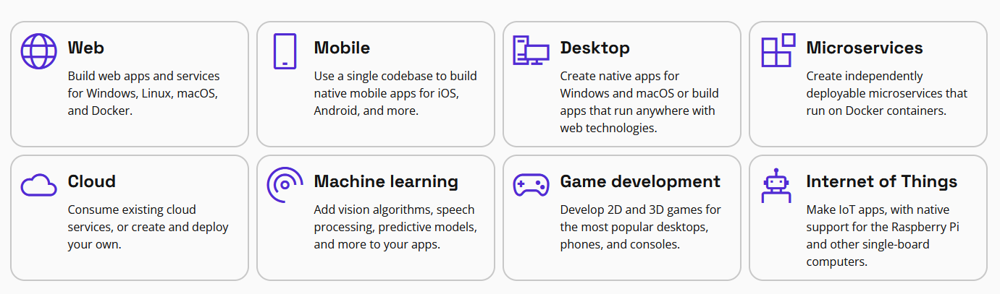 Web
Build web apps and services
for Windows, Linux, macOS,
and Docker.
Mobile
Use a single codebase to build
native mobile apps for iOS,
Android, and more.
Desktop
Create native apps for
Windows and macOS or build
apps that run anywhere with
web technologies.
Microservices
Create independently
deployable microservices that
run on Docker containers.
Cloud
Consume existing cloud
services, or create and deploy
your own.
Machine learning
Add vision algorithms, speech
processing, predictive models,
and more to your apps.
Game development
Develop 2D and 3D games for
the most popular desktops,
phones, and consoles.
Internet of Things
Make IoT apps, with native
support for the Raspberry Pi
and other single-board
computers.